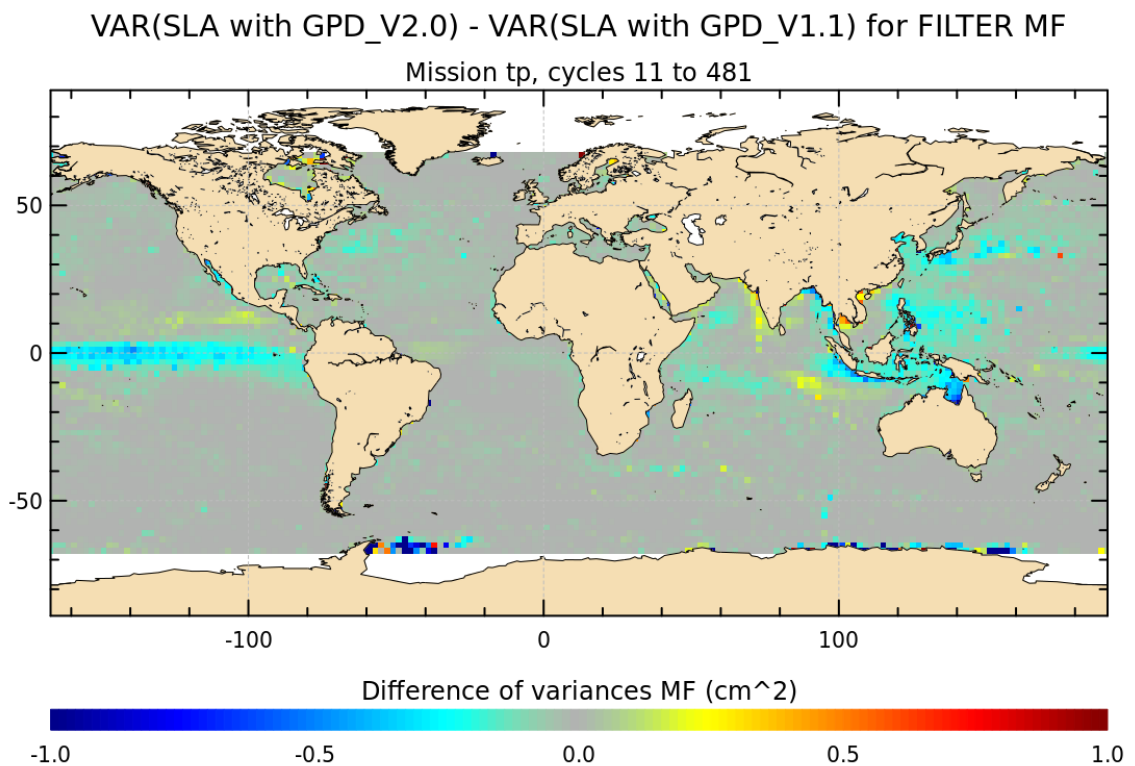 VAR(SLA with GPD_V2.0) - VAR(SLA with GPD_V1.1) for FILTER MF
Mission tp, cycles 11 to 481
50
0
-50
-100 0 100
Difference of variances MF (cm^2)
-1.0 -0.5 0.0 0.5 1.0